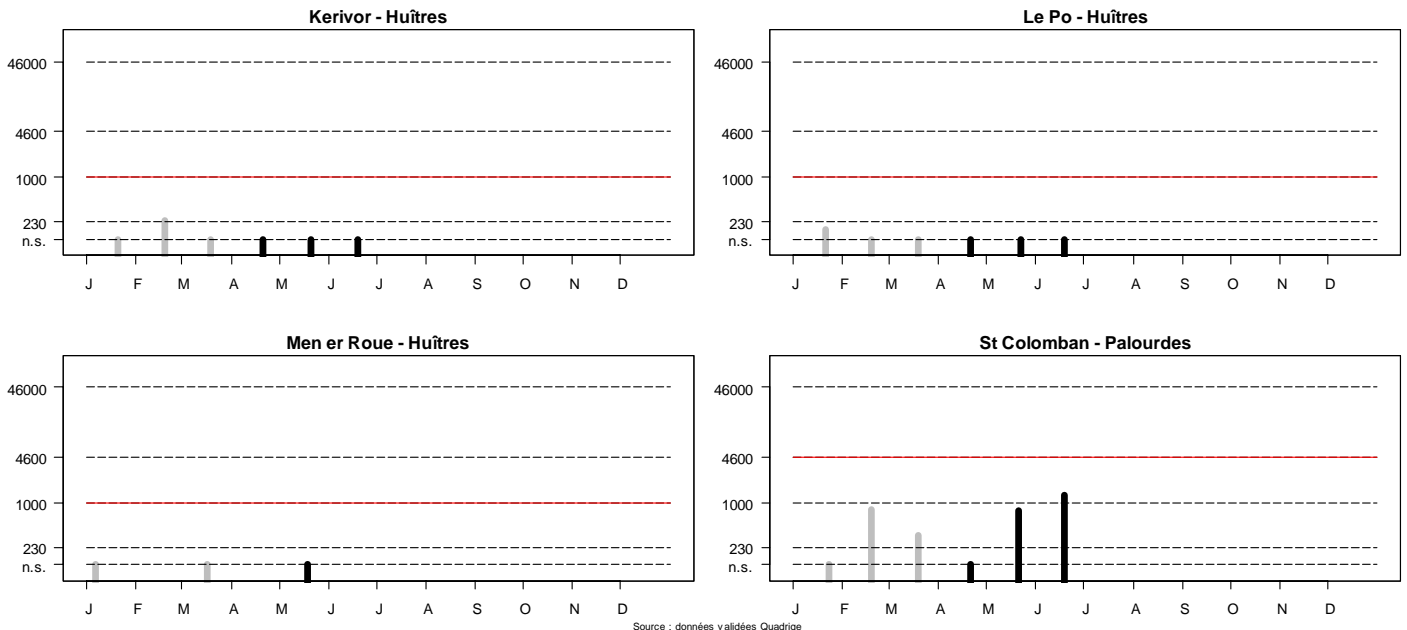 Kerivor - Huîtres
46000
4600
1000
230
n.s.
J F M A M J J A S O N D
Le Po - Huîtres
46000
4600
1000
230
n.s.
J F M A M J J A S O N D
Men er Roue - Huîtres
46000
4600
1000
230
n.s.
J F M A M J J A S O N D
St Colomban - Palourdes
46000
4600
1000
230
n.s.
J F M A M J J A S O N D
Source : données validées Quadrige